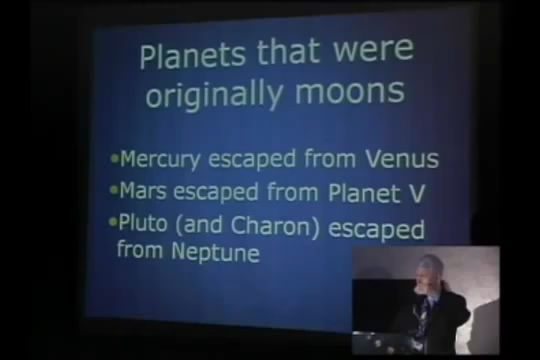 Planets that were
originally moons
•Mercury escaped from Venus
•Mars escaped from Planet V
•Pluto (and Charon) escaped
from Neptune